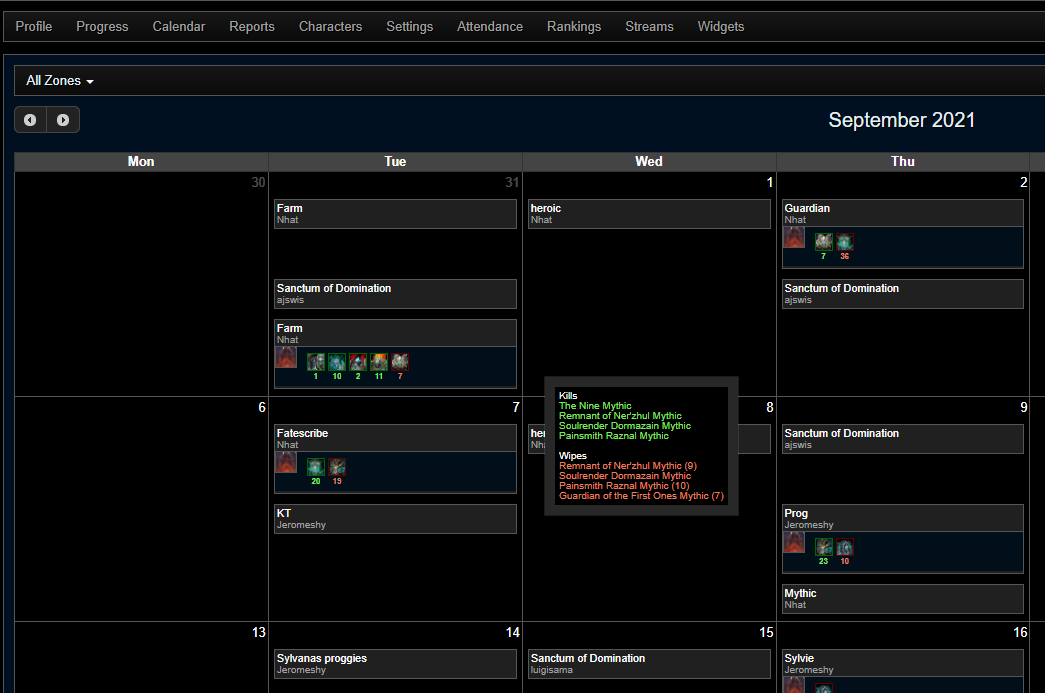 Profile Progress Calendar Reports Characters Settings Attendance Rankings Streams Widgets
All Zones
September 2021
Mon Tue Wed Thu
30 31 1 2
Farm
Nhat
heroic
Nhat
Guardian
Nhat
7 36
Sanctum of Domination
ajswis
Sanctum of Domination
ajswis
Farm
Nhat
1 10 2 11 7
Kills
The Nine Mythic
Remnant of Ner'zhul Mythic
Soulrender Dormazain Mythic
Painsmith Raznal Mythic
Wipes
Remnant of Ner'zhul Mythic (9)
Soulrender Dormazain Mythic
Painsmith Raznal Mythic (10)
Guardian of the First Ones Mythic (7)
6 7 8 9
Fatescribe
Nhat
20 19
Sanctum of Domination
ajswis
KT
Jeromeshy
Prog
Jeromeshy
23 10
Mythic
Nhat
13 14 15 16
Sylvanas proggies
Jeromeshy
Sanctum of Domination
luigisama
Sylvie
Jeromeshy